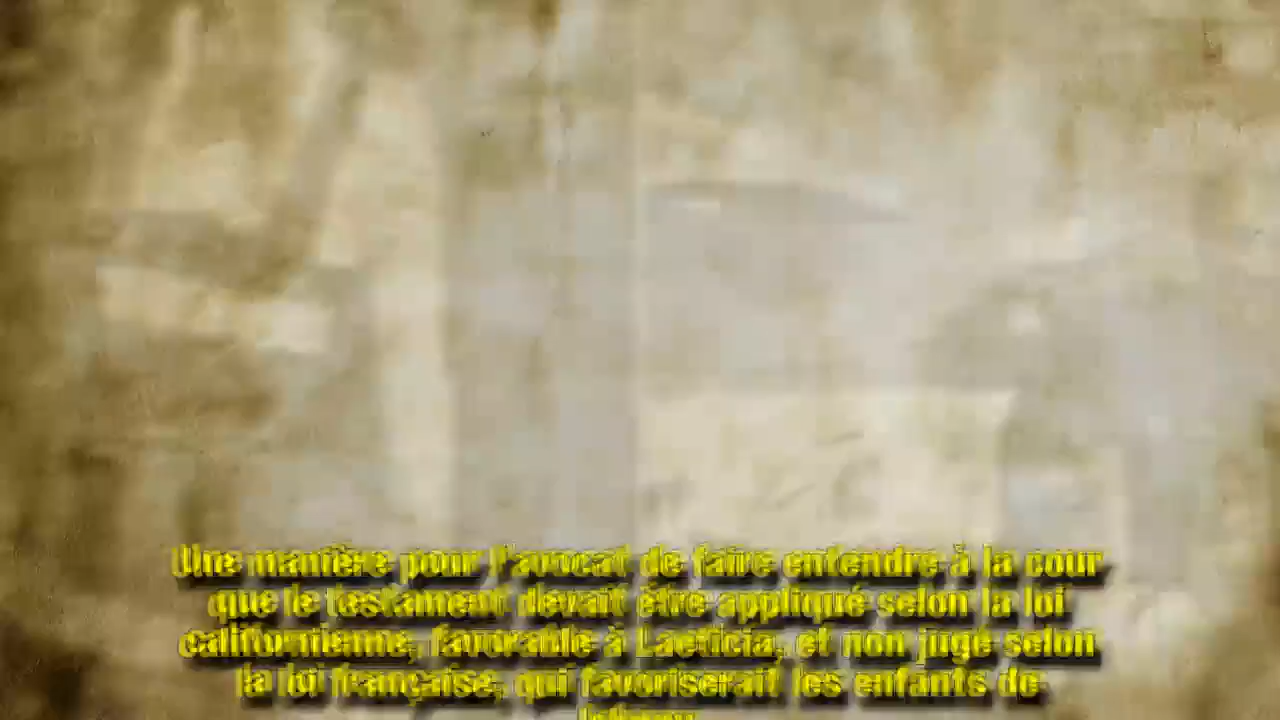 Une manière pour l'avocat de faire entendre à la cour
que le testament devait être appliqué selon la loi
californienne, favorable à Laeticia, et non jugé selon
la loi française, qui favoriserait les enfants de